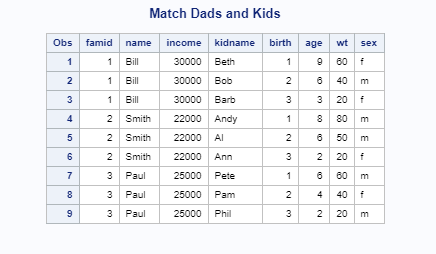 Match Dads and Kids
Obs famid name income kidname birth age wt sex
1 1 Bill 30000 Beth 1 9 60 f
2 1 Bill 30000 Bob 2 6 40 m
3 1 Bill 30000 Barb 3 3 20 f
4 2 Smith 22000 Andy 1 8 80 m
5 2 Smith 22000 Al 2 6 50 m
6 2 Smith 22000 Ann 3 2 20 f
7 3 Paul 25000 Pete 1 6 60 m
8 3 Paul 25000 Pam 2 4 40 f
9 3 Paul 25000 Phil 3 2 20 m